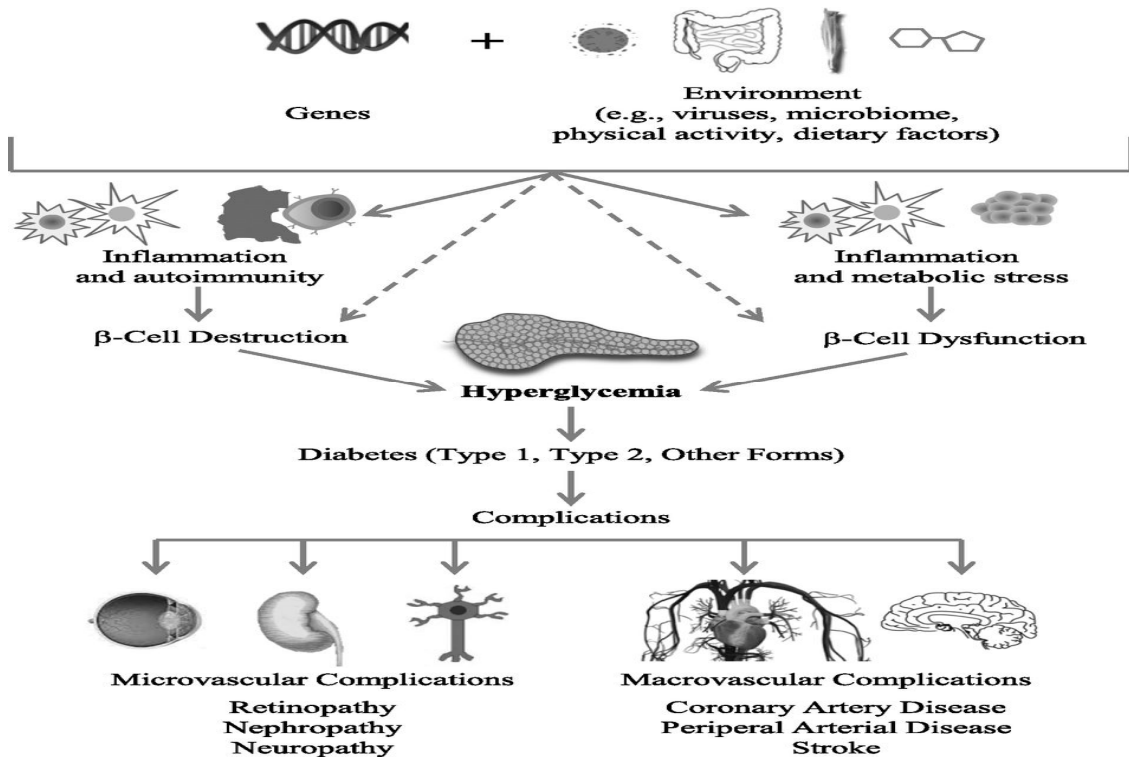 +
Genes
Environment
(e.g., viruses, microbiome,
physical activity, dietary factors)
Inflammation
and autoimmunity
Inflammation
and metabolic stress
β-Cell Destruction
β-Cell Dysfunction
Hyperglycemia
Diabetes (Type 1, Type 2, Other Forms)
Complications
Microvascular Complications
Retinopathy
Nephropathy
Neuropathy
Macrovascular Complications
Coronary Artery Disease
Periperal Arterial Disease
Stroke